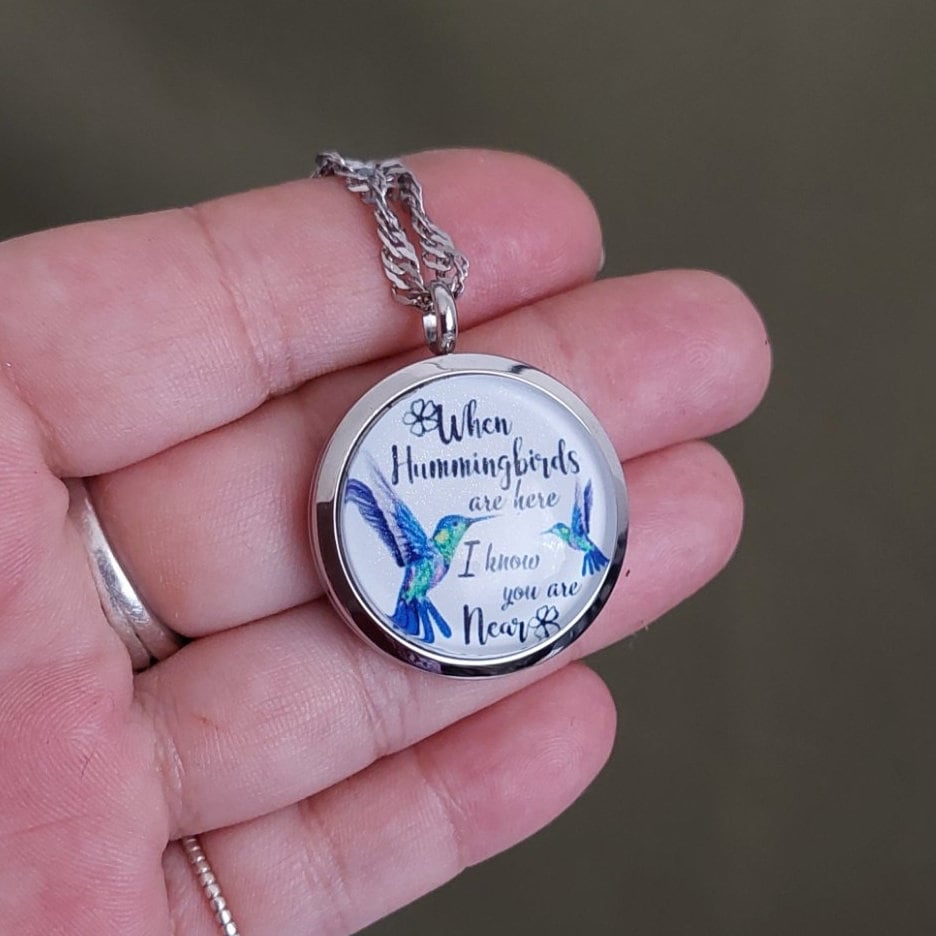 When
Hummingbirds
are here
I know
you are
Near